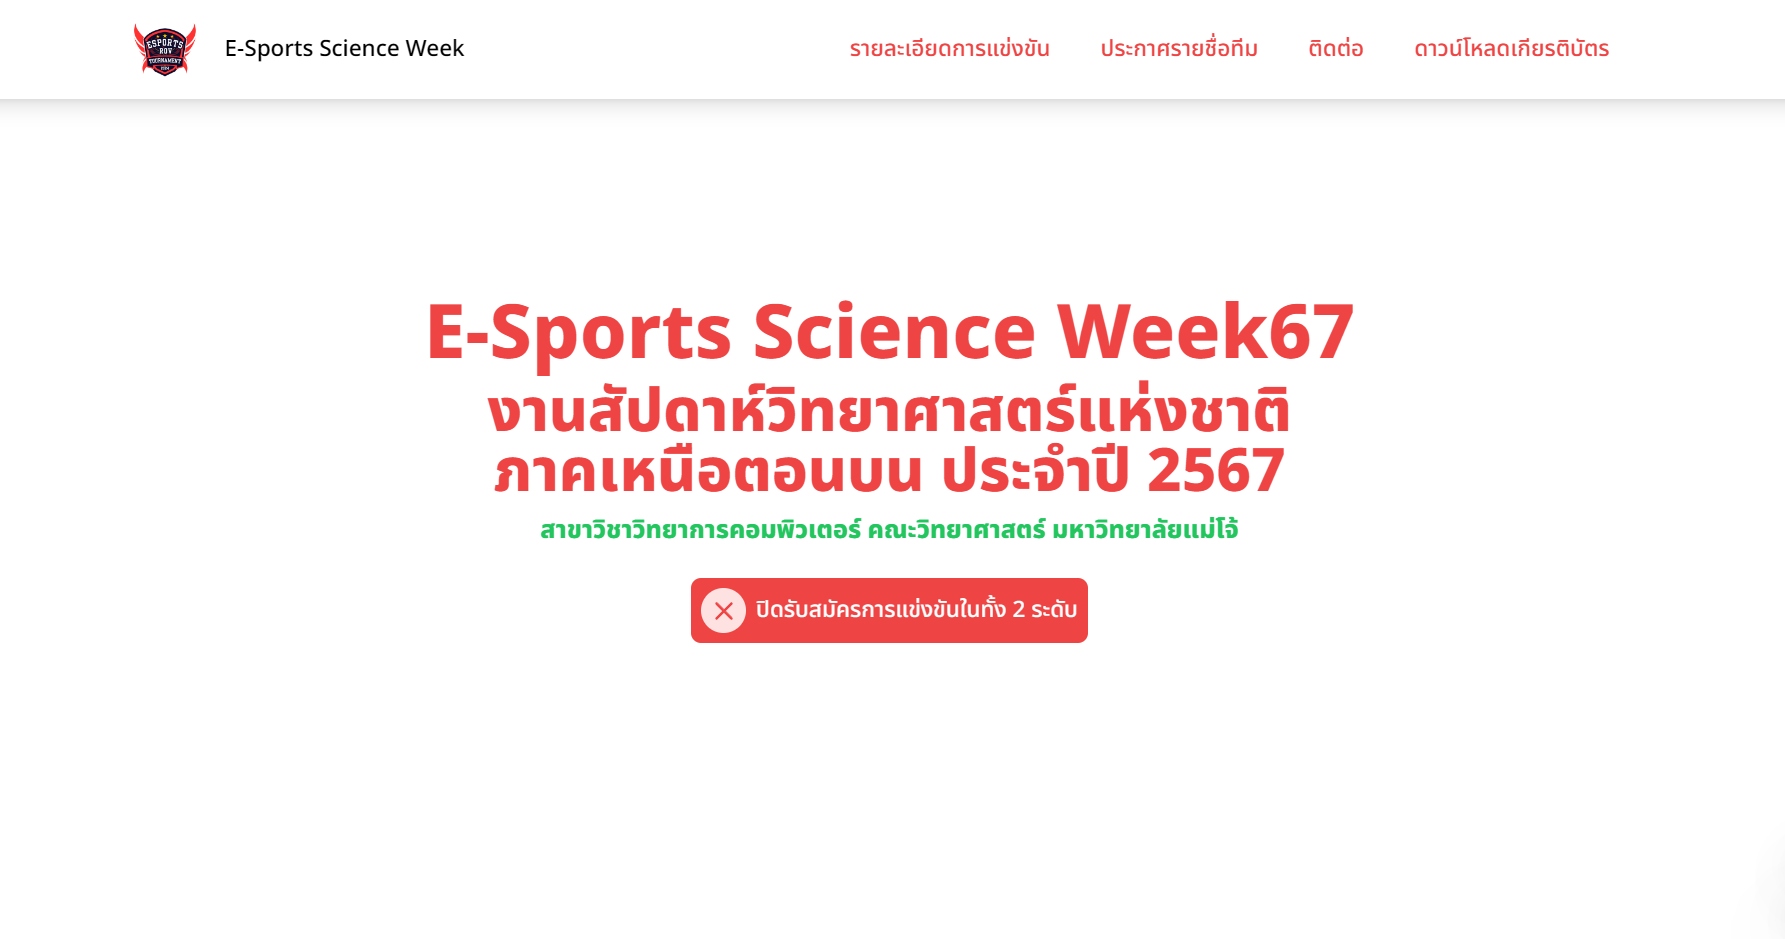 ESPORTS
ROV
TOURNAMENT
E-Sports Science Week
รายละเอียดการแข่งขัน
ประกาศรายชื่อทีม
ติดต่อ
ดาวน์โหลดเกียรติบัตร
E-Sports Science Week67
งานสัปดาห์วิทยาศาสตร์แห่งชาติ
ภาคเหนือตอนบน ประจำปี 2567
สาขาวิชาวิทยาการคอมพิวเตอร์ คณะวิทยาศาสตร์ มหาวิทยาลัยแม่โจ้
ปิดรับสมัครการแข่งขันในทั้ง 2 ระดับ